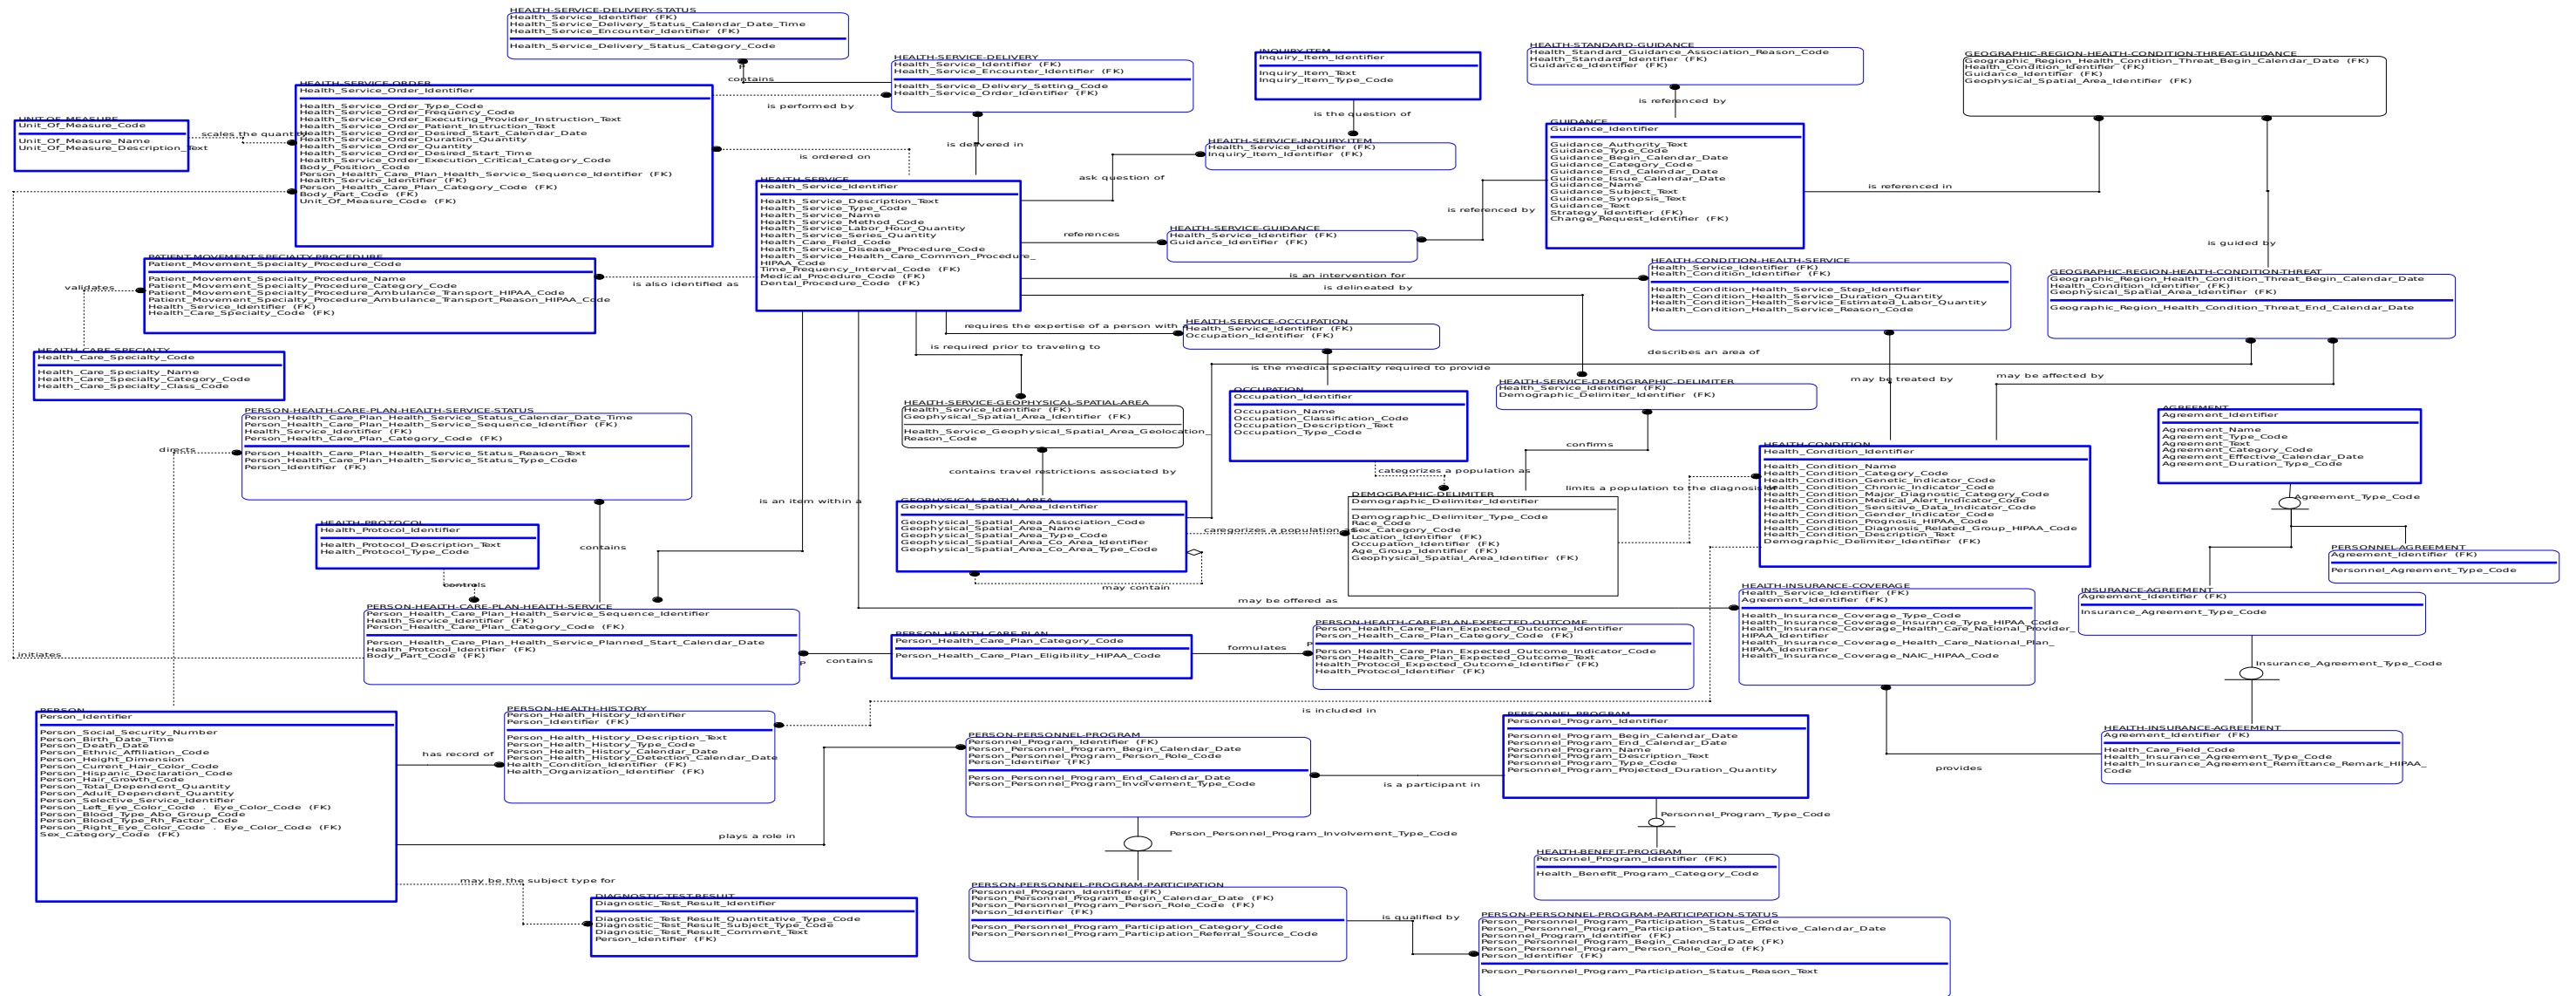 HEALTH-SERVICE-DELIVERY-STATUS
Health_Service_Identifier (FK)
Health_Service_Delivery_Status_Calendar_Date_Time
Health_Service_Encounter_Identifier (FK)
Health_Service_Delivery_Status_Category_Code
P
contains
HEALTH-SERVICE-DELIVERY
Health_Service_Identifier (FK)
Health_Service_Encounter_Identifier (FK)
Health_Service_Delivery_Setting_Code
Health_Service_Order_Identifier (FK)
is performed by
is delivered in
INQUIRY-ITEM
Inquiry_Item_Identifier
Inquiry_Item_Text
Inquiry_Item_Type_Code
is the question of
HEALTH-STANDARD-GUIDANCE
Health_Standard_Guidance_Association_Reason_Code
Health_Standard_Identifier (FK)
Guidance_Identifier (FK)
is referenced by
GEOGRAPHIC-REGION-HEALTH-CONDITION-THREAT-GUIDANCE
Geographic_Region_Health_Condition_Threat_Begin_Calendar_Date (FK)
Health_Condition_Identifier (FK)
Guidance_Identifier (FK)
Geophysical_Spatial_Area_Identifier (FK)
HEALTH-SERVICE-ORDER
Health_Service_Order_Identifier
Health_Service_Order_Type_Code
Health_Service_Order_Frequency_Code
Health_Service_Order_Executing_Provider_Instruction_Text
Health_Service_Order_Patient_Instruction_Text
Health_Service_Order_Desired_Start_Calendar_Date
Health_Service_Order_Duration_Quantity
Health_Service_Order_Quantity
Health_Service_Order_Desired_Start_Time
Health_Service_Order_Execution_Critical_Category_Code
Body_Position_Code
Person_Health_Care_Plan_Health_Service_Sequence_Identifier (FK)
Health_Service_Identifier (FK)
Person_Health_Care_Plan_Category_Code (FK)
Body_Part_Code (FK)
Unit_Of_Measure_Code (FK)
UNIT-OF-MEASURE
Unit_Of_Measure_Code
Unit_Of_Measure_Name
Unit_Of_Measure_Description_Text
scales the quantity
is ordered on
HEALTH-SERVICE-INQUIRY-ITEM
Health_Service_Identifier (FK)
Inquiry_Item_Identifier (FK)
ask question of
GUIDANCE
Guidance_Identifier
Guidance_Authority_Text
Guidance_Type_Code
Guidance_Begin_Calendar_Date
Guidance_Category_Code
Guidance_End_Calendar_Date
Guidance_Issue_Calendar_Date
Guidance_Name
Guidance_Subject_Text
Guidance_Synopsis_Text
Guidance_Text
Strategy_Identifier (FK)
Change_Request_Identifier (FK)
is referenced in
is referenced by
is guided by
HEALTH-SERVICE
Health_Service_Identifier
Health_Service_Description_Text
Health_Service_Type_Code
Health_Service_Name
Health_Service_Method_Code
Health_Service_Labor_Hour_Quantity
Health_Service_Series_Quantity
Health_Care_Field_Code
Health_Service_Disease_Procedure_Code
Health_Service_Health_Care_Common_Procedure_
HIPAA_Code
Time_Frequency_Interval_Code (FK)
Medical_Procedure_Code (FK)
Dental_Procedure_Code (FK)
references
HEALTH-SERVICE-GUIDANCE
Health_Service_Identifier (FK)
Guidance_Identifier (FK)
is an intervention for
is delineated by
HEALTH-CONDITION-HEALTH-SERVICE
Health_Service_Identifier (FK)
Health_Condition_Identifier (FK)
Health_Condition_Health_Service_Step_Identifier
Health_Condition_Health_Service_Duration_Quantity
Health_Condition_Health_Service_Estimated_Labor_Quantity
Health_Condition_Health_Service_Reason_Code
GEOGRAPHIC-REGION-HEALTH-CONDITION-THREAT
Geographic_Region_Health_Condition_Threat_Begin_Calendar_Date
Health_Condition_Identifier (FK)
Geophysical_Spatial_Area_Identifier (FK)
Geographic_Region_Health_Condition_Threat_End_Calendar_Date
PATIENT-MOVEMENT-SPECIALTY-PROCEDURE
Patient_Movement_Specialty_Procedure_Code
Patient_Movement_Specialty_Procedure_Name
Patient_Movement_Specialty_Procedure_Category_Code
Patient_Movement_Specialty_Procedure_Ambulance_Transport_HIPAA_Code
Patient_Movement_Specialty_Procedure_Ambulance_Transport_Reason_HIPAA_Code
Health_Service_Identifier (FK)
Health_Care_Specialty_Code (FK)
validates
is also identified as
HEALTH-CARE-SPECIALTY
Health_Care_Specialty_Code
Health_Care_Specialty_Name
Health_Care_Specialty_Category_Code
Health_Care_Specialty_Class_Code
requires the expertise of a person with a
is required prior to traveling to
HEALTH-SERVICE-OCCUPATION
Health_Service_Identifier (FK)
Occupation_Identifier (FK)
is the medical specialty required to provide
describes an area of
may be treated by
may be affected by
HEALTH-SERVICE-DEMOGRAPHIC-DELIMITER
Health_Service_Identifier (FK)
Demographic_Delimiter_Identifier (FK)
confirms
OCCUPATION
Occupation_Identifier
Occupation_Name
Occupation_Classification_Code
Occupation_Description_Text
Occupation_Type_Code
categorizes a population as
HEALTH-SERVICE-GEOPHYSICAL-SPATIAL-AREA
Health_Service_Identifier (FK)
Geophysical_Spatial_Area_Identifier (FK)
Health_Service_Geophysical_Spatial_Area_Geolocation_
Reason_Code
contains travel restrictions associated by
PERSON-HEALTH-CARE-PLAN-HEALTH-SERVICE-STATUS
Person_Health_Care_Plan_Health_Service_Status_Calendar_Date_Time
Person_Health_Care_Plan_Health_Service_Sequence_Identifier (FK)
Health_Service_Identifier (FK)
Person_Health_Care_Plan_Category_Code (FK)
Person_Health_Care_Plan_Health_Service_Status_Reason_Text
Person_Health_Care_Plan_Health_Service_Status_Type_Code
Person_Identifier (FK)
directs
AGREEMENT
Agreement_Identifier
Agreement_Name
Agreement_Type_Code
Agreement_Text
Agreement_Category_Code
Agreement_Effective_Calendar_Date
Agreement_Duration_Type_Code
Agreement_Type_Code
HEALTH-CONDITION
Health_Condition_Identifier
Health_Condition_Name
Health_Condition_Category_Code
Health_Condition_Genetic_Indicator_Code
Health_Condition_Chronic_Indicator_Code
Health_Condition_Major_Diagnostic_Category_Code
Health_Condition_Medical_Alert_Indicator_Code
Health_Condition_Sensitive_Data_Indicator_Code
Health_Condition_Gender_Indicator_Code
Health_Condition_Prognosis_HIPAA_Code
Health_Condition_Diagnosis_Related_Group_HIPAA_Code
Health_Condition_Description_Text
Demographic_Delimiter_Identifier (FK)
limits a population to the diagnosis of
is an item within a
GEOPHYSICAL-SPATIAL-AREA
Geophysical_Spatial_Area_Identifier
Geophysical_Spatial_Area_Association_Code
Geophysical_Spatial_Area_Name
Geophysical_Spatial_Area_Type_Code
Geophysical_Spatial_Area_Co_Area_Identifier
Geophysical_Spatial_Area_Co_Area_Type_Code
may contain
caregorizes a population
DEMOGRAPHIC-DELIMITER
Demographic_Delimiter_Identifier
Demographic_Delimiter_Type_Code
Race_Code
Sex_Category_Code
Location_Identifier (FK)
Occupation_Identifier (FK)
Age_Group_Identifier (FK)
Geophysical_Spatial_Area_Identifier (FK)
HEALTH-PROTOCOL
Health_Protocol_Identifier
Health_Protocol_Description_Text
Health_Protocol_Type_Code
controls
contains
PERSONNEL-AGREEMENT
Agreement_Identifier (FK)
Personnel_Agreement_Type_Code
INSURANCE-AGREEMENT
Agreement_Identifier (FK)
Insurance_Agreement_Type_Code
Insurance_Agreement_Type_Code
may be offered as
HEALTH-INSURANCE-COVERAGE
Health_Service_Identifier (FK)
Agreement_Identifier (FK)
Health_Insurance_Coverage_Type_Code
Health_Insurance_Coverage_Insurance_Type_HIPAA_Code
Health_Insurance_Coverage_Health_Care_National_Provider_
HIPAA_Identifier
Health_Insurance_Coverage_Health_Care_National_Plan_
HIPAA_Identifier
Health_Insurance_Coverage_NAIC_HIPAA_Code
PERSON-HEALTH-CARE-PLAN-HEALTH-SERVICE
Person_Health_Care_Plan_Health_Service_Sequence_Identifier
Health_Service_Identifier (FK)
Person_Health_Care_Plan_Category_Code (FK)
Person_Health_Care_Plan_Health_Service_Planned_Start_Calendar_Date
Health_Protocol_Identifier (FK)
Body_Part_Code (FK)
initiates
P
contains
PERSON-HEALTH-CARE-PLAN
Person_Health_Care_Plan_Category_Code
Person_Health_Care_Plan_Eligibility_HIPAA_Code
formulates
P
PERSON-HEALTH-CARE-PLAN-EXPECTED-OUTCOME
Person_Health_Care_Plan_Expected_Outcome_Identifier
Person_Health_Care_Plan_Category_Code (FK)
Person_Health_Care_Plan_Expected_Outcome_Indicator_Code
Person_Health_Care_Plan_Expected_Outcome_Text
Health_Protocol_Expected_Outcome_Identifier (FK)
Health_Protocol_Identifier (FK)
is included in
PERSON
Person_Identifier
Person_Social_Security_Number
Person_Birth_Date_Time
Person_Death_Date
Person_Ethnic_Affiliation_Code
Person_Height_Dimension
Person_Current_Hair_Color_Code
Person_Hispanic_Declaration_Code
Person_Hair_Growth_Code
Person_Total_Dependent_Quantity
Person_Adult_Dependent_Quantity
Person_Selective_Service_Identifier
Person_Left_Eye_Color_Code . Eye_Color_Code (FK)
Person_Blood_Type_Abo_Group_Code
Person_Blood_Type_Rh_Factor_Code
Person_Right_Eye_Color_Code . Eye_Color_Code (FK)
Sex_Category_Code (FK)
has record of
plays a role in
may be the subject type for
PERSON-HEALTH-HISTORY
Person_Health_History_Identifier
Person_Identifier (FK)
Person_Health_History_Description_Text
Person_Health_History_Type_Code
Person_Health_History_Calendar_Date
Person_Health_History_Detection_Calendar_Date
Health_Condition_Identifier (FK)
Health_Organization_Identifier (FK)
PERSON-PERSONNEL-PROGRAM
Personnel_Program_Identifier (FK)
Person_Personnel_Program_Begin_Calendar_Date
Person_Personnel_Program_Person_Role_Code
Person_Identifier (FK)
Person_Personnel_Program_End_Calendar_Date
Person_Personnel_Program_Involvement_Type_Code
is a participant in
PERSONNEL-PROGRAM
Personnel_Program_Identifier
Personnel_Program_Begin_Calendar_Date
Personnel_Program_End_Calendar_Date
Personnel_Program_Name
Personnel_Program_Description_Text
Personnel_Program_Type_Code
Personnel_Program_Projected_Duration_Quantity
provides
HEALTH-INSURANCE-AGREEMENT
Agreement_Identifier (FK)
Health_Care_Field_Code
Health_Insurance_Agreement_Type_Code
Health_Insurance_Agreement_Remittance_Remark_HIPAA_
Code
Person_Personnel_Program_Involvement_Type_Code
Personnel_Program_Type_Code
HEALTH-BENEFIT-PROGRAM
Personnel_Program_Identifier (FK)
Health_Benefit_Program_Category_Code
DIAGNOSTIC-TEST-RESULT
Diagnostic_Test_Result_Identifier
Diagnostic_Test_Result_Quantitative_Type_Code
Diagnostic_Test_Result_Subject_Type_Code
Diagnostic_Test_Result_Comment_Text
Person_Identifier (FK)
PERSON-PERSONNEL-PROGRAM-PARTICIPATION
Personnel_Program_Identifier (FK)
Person_Personnel_Program_Begin_Calendar_Date (FK)
Person_Personnel_Program_Person_Role_Code (FK)
Person_Identifier (FK)
Person_Personnel_Program_Participation_Category_Code
Person_Personnel_Program_Participation_Referral_Source_Code
is qualified by
PERSON-PERSONNEL-PROGRAM-PARTICIPATION-STATUS
Person_Personnel_Program_Participation_Status_Code
Person_Personnel_Program_Participation_Status_Effective_Calendar_Date
Personnel_Program_Identifier (FK)
Person_Personnel_Program_Begin_Calendar_Date (FK)
Person_Personnel_Program_Person_Role_Code (FK)
Person_Identifier (FK)
Person_Personnel_Program_Participation_Status_Reason_Text